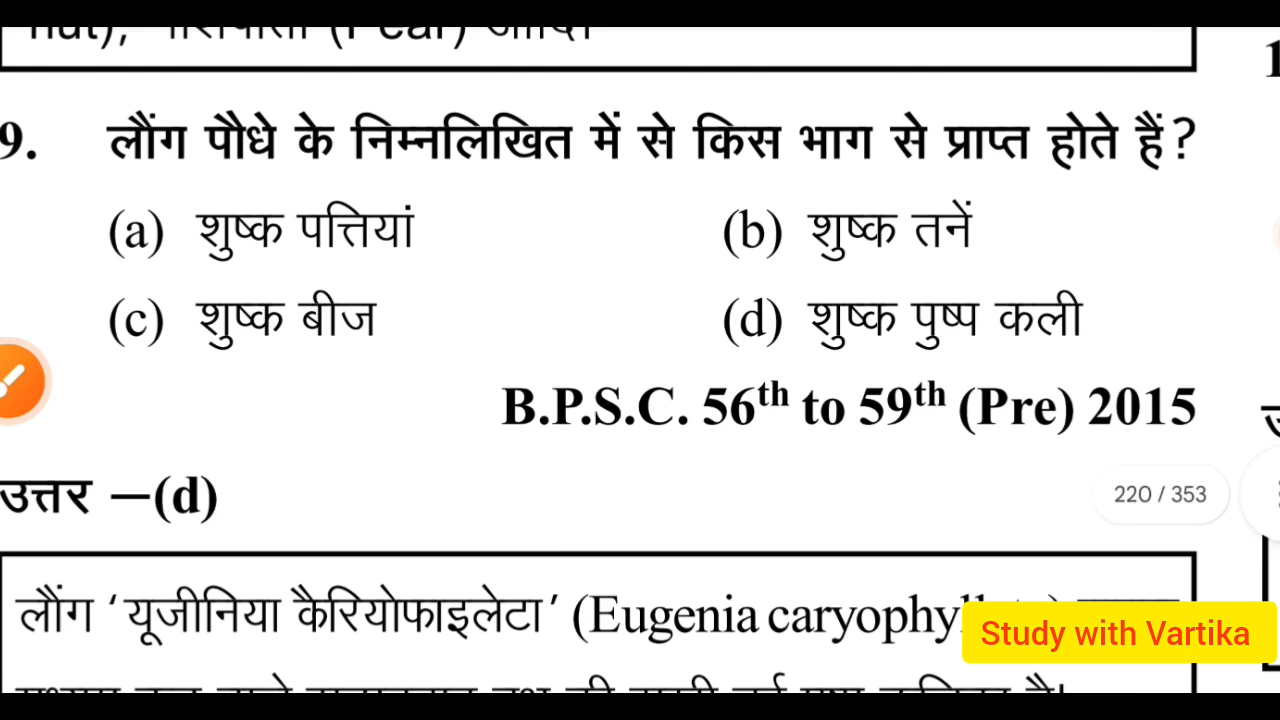 9. लौंग पौधे के निम्नलिखित में से किस भाग से प्राप्त होते हैं?
(a) शुष्क पत्तियां (b) शुष्क तनें
(c) शुष्क बीज (d) शुष्क पुष्प कली
B.P.S.C. 56th to 59th (Pre) 2015
उत्तर –(d)
220 / 353
लौंग ‘यूजीनिया कैरियोफाइलेटा’ (Eugenia
Study with Vartika